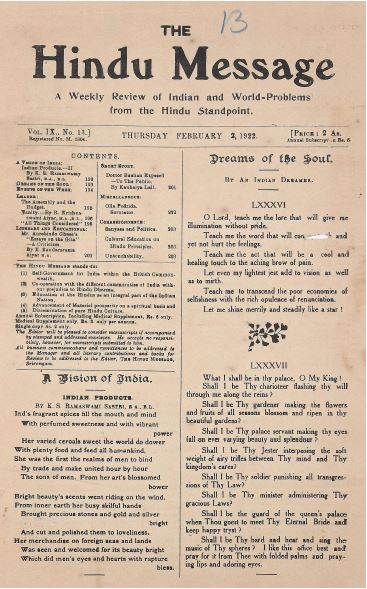 THE
13
Hindu Message
A Weekly Review of Indian and World-Problems
from the Hindu Standpoint.
VOL. IX., No. 13.]
Registered No. M.
THURSDAY FEBRUARY 2, 1922.
[PRICE: 2 AS.
Annual Rs 6.
CONTENTS.
A VISION OF INDIA:
Indian Products.—II
By K. S. RAMASWAMI
SASTRI, B.A., B.L. 193
DREAMS OF THE SOUL 193
EVENTS OF THE WEEK 194
LEADER:
The Assembly and the
Budget. 195
Vanity.—By H. Krishna-
"All Things Considered" 196
LITERARY AND EDUCATIONAL:
Mr. Aurobindo Ghose's
"Essays on the Gita"
—A Criticism
By K. Sundararaman
SHORT STORY:
Doctor Bauhan Exposed
—To The Public.
By Kanhaiya Lall. 201
MISCELLANEOUS:
Olla Podrida.
Scrutator. 202
CORRESPONDENCE:
Banyans and Politics. 202
Cultural Education on
Hindu Principles. 203
Untouchability. 203
THE HINDU MESSAGE stands for:
(1) Self-Government for India within the British Common-
wealth,
(2) Co-operation with the different communities of India with-
out prejudice to Hindu Dharma,
(3) Education of the Hindus as an integral part of the Indian
Nation,
(4) Advancement of Material prosperity on a spiritual basis and
(5) Dissemination of pure Hindu Culture.
Annual Subscription, including Medical Supplement, Rs. 6 only.
Medical Supplement only, Rs. 3 only per annum.
Single copy As. 2 only.
The Editor will be pleased to consider manuscripts if accompanied
by stamped and addressed envelopes. He accepts no responsi-
bility, however, for manuscripts submitted to him.
All business communications and remittances to be addressed to
the Manager and all literary contributions and books for
Review to be addressed to the Editor, THE HINDU MESSAGE,
Srirangam.
A Vision of India.
INDIAN PRODUCTS.
BY K. S. RAMASWAMI SASTRI, B.A., B.L.
Ind's fragrant spices fill the mouth and mind
With perfumed sweetness and with vibrant
power
Her varied cereals sweet the world do dower
With plenty food and feed all humankind.
She was the first the realms of men to bind
By trade and make united hour by hour
The sons of men. From her art's blossomed
bower
Bright beauty's scents went riding on the wind.
From inner earth her busy skilful hands
Brought precious stones and gold and silver
bright
And cut and polished them to loveliness.
Her merchandise on foreign seas and lands
Was seen and welcomed for its beauty bright
Which did men's eyes and hearts with rapture
bless.
Dreams of the Soul.
BY AN INDIAN DREAMER.
LXXXVI
O Lord, teach me the lore that will give me
illumination without pride.
Teach me the word that will and
yet not hurt the feelings.
Teach me the act that will be a cool and
healing touch to the aching brow of pain.
Let even my lightest jest add to vision as well
as to mirth.
Teach me to transcend the poor economies of
selfishness with the rich opulence of renunciation.
Let me shine merrily and steadily like a star!
LXXXVII
What I shall be in thy palace, O My King!
Shall I be Thy charioteer flashing thy will
through me along the reins?
Shall I be Thy gardener making the flowers
and fruits of all seasons blossom and ripen in thy
beautiful gardens?
Shall I be Thy palace servant making thy eyes
fall on ever varying beauty and splendour?
Shall I be Thy Jester interposing the soft
weight of airy trifles between Thy mind and Thy
kingdom's cares?
Shall I be Thy soldier punishing all transgres-
sions of Thy Law?
Shall I be Thy minister administering Thy
gracious Laws?
Shall I be the guard of the queen's palace
when Thou goest to meet Thy Eternal Bride and
keep happy tryst?
Shall I be Thy bard and hear and sing the
music of Thy spheres? I like this office best and
pray for it from Thee with folded palms and pray-
ing lips and adoring eyes.